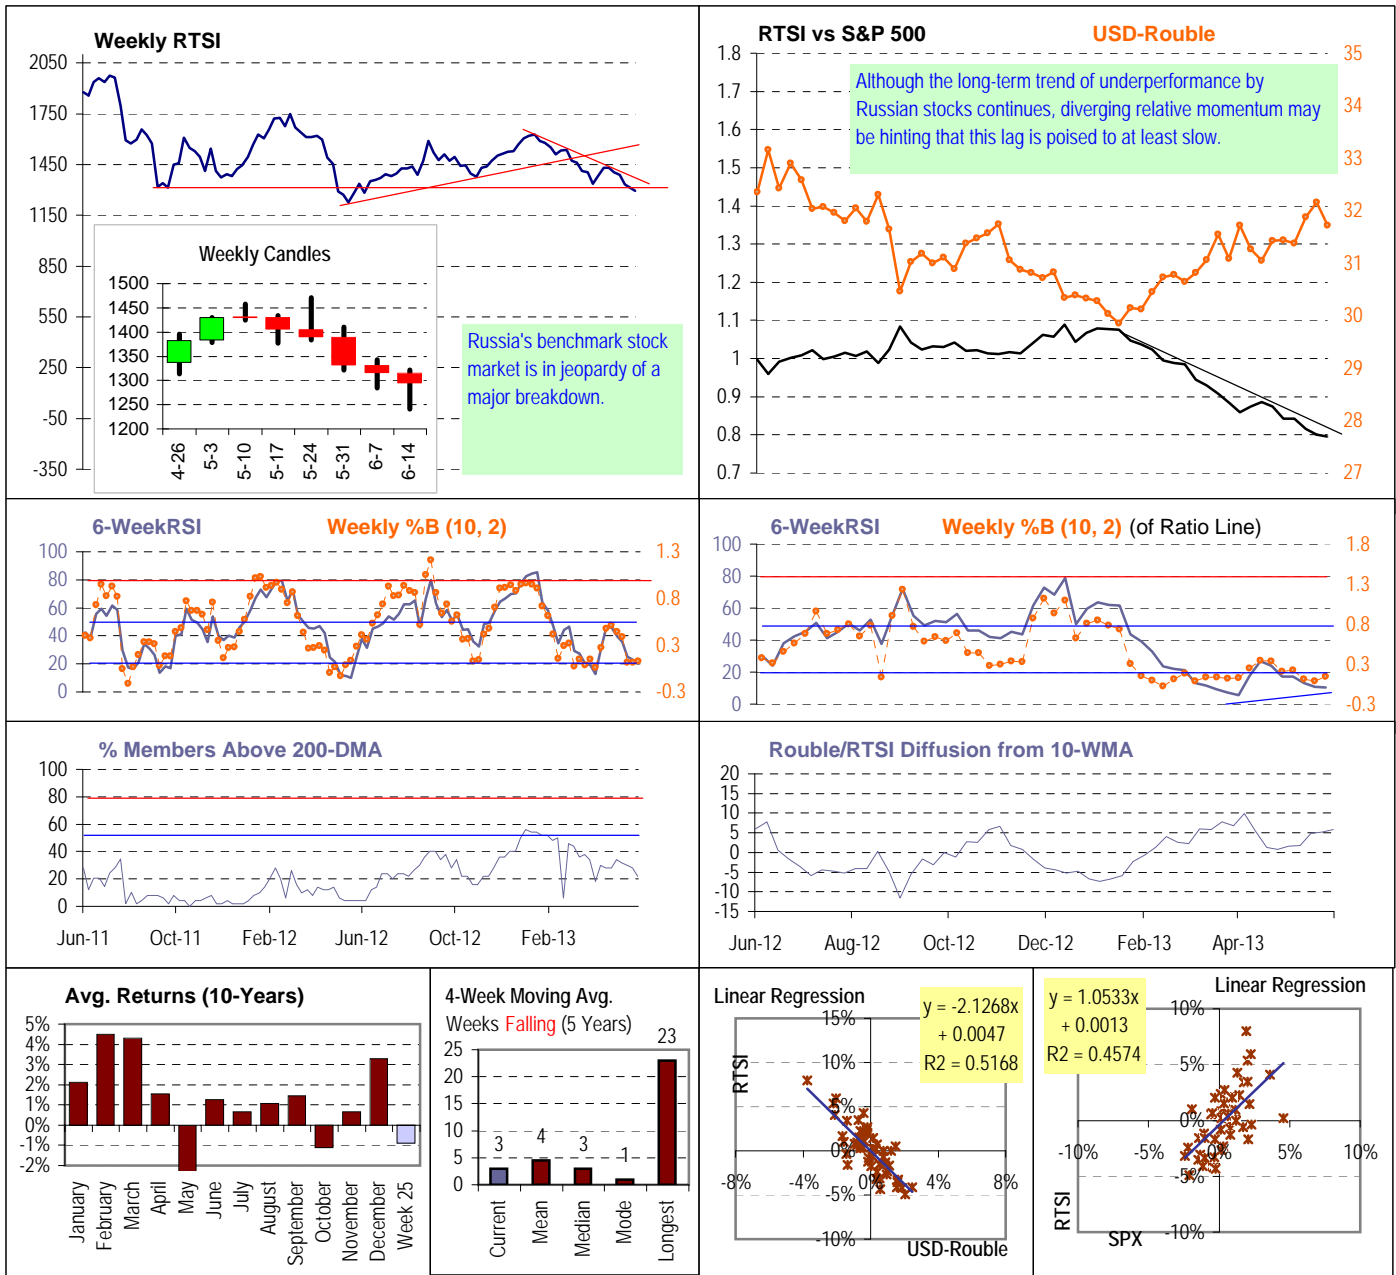 Weekly RTSI
2050
1750
1450
1150
850
550
250
-50
-350
Weekly Candles
1500
1450
1400
1350
1300
1250
1200
4-26
5-3
5-10
5-17
5-24
5-31
6-7
6-14
Russia's benchmark stock
market is in jeopardy of a
major breakdown.
RTSI vs S&P 500
USD-Rouble
1.8
1.7
1.6
1.5
1.4
1.3
1.2
1.1
1
0.9
0.8
0.7
35
34
33
32
31
30
29
28
27
Although the long-term trend of underperformance by
Russian stocks continues, diverging relative momentum may
be hinting that this lag is poised to at least slow.
6-WeekRSI
Weekly %B (10, 2)
100
80
60
40
20
0
1.3
0.8
0.3
-0.3
6-WeekRSI
Weekly %B (10, 2) (of Ratio Line)
100
80
60
40
20
0
1.8
1.3
0.8
0.3
-0.3
% Members Above 200-DMA
100
80
60
40
20
0
Jun-11
Oct-11
Feb-12
Jun-12
Oct-12
Feb-13
Rouble/RTSI Diffusion from 10-WMA
20
15
10
5
0
-5
-10
-15
Jun-12
Aug-12
Oct-12
Dec-12
Feb-13
Apr-13
Avg. Returns (10-Years)
5%
4%
3%
2%
1%
0%
-1%
-2%
January
February
March
April
May
June
July
August
September
October
November
December
Week 25
4-Week Moving Avg.
Weeks Falling (5 Years)
25
20
15
10
5
0
3
4
3
1
23
Current
Mean
Median
Mode
Longest
Linear Regression
y = -2.1268x
+ 0.0047
R2 = 0.5168
RTSI
15%
10%
5%
0%
-5%
-10%
-8%
-4%
0%
4%
8%
USD-Rouble
Linear Regression
y = 1.0533x
+ 0.0013
R2 = 0.4574
10%
5%
0%
-5%
-10%
-10%
-5%
0%
5%
10%
RTSI
SPX